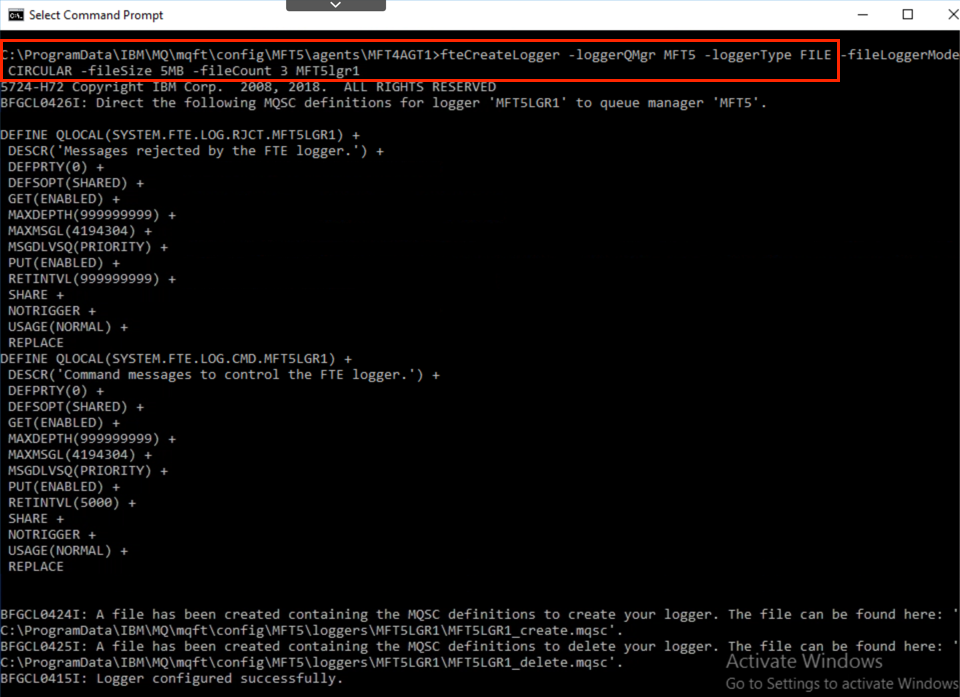 Select Command Prompt
C:\ProgramData\IBM\MQ\mqft\config\MFT5\agents\MFT4AGT1>fteCreateLogger -loggerQMgr MFT5 -loggerType FILE -fileLoggerMode
CIRCULAR -fileSize 5MB -fileCount 3 MFT5lgr1
5724-H72 Copyright IBM Corp.  2008, 2018.  ALL RIGHTS RESERVED
BFGCL0426I: Direct the following MQSC definitions for logger 'MFT5LGR1' to queue manager 'MFT5'.
DEFINE QLOCAL(SYSTEM.FTE.LOG.RJCT.MFT5LGR1) +
DESCR('Messages rejected by the FTE logger.') +
DEFPRTY(0) +
DEFSOPT(SHARED) +
GET(ENABLED) +
MAXDEPTH(999999999) +
MAXMSGL(4194304) +
MSGDLVSQ(PRIORITY) +
PUT(ENABLED) +
RETINTVL(999999999) +
SHARE +
NOTRIGGER +
USAGE(NORMAL) +
REPLACE
DEFINE QLOCAL(SYSTEM.FTE.LOG.CMD.MFT5LGR1) +
DESCR('Command messages to control the FTE logger.') +
DEFPRTY(0) +
DEFSOPT(SHARED) +
GET(ENABLED) +
MAXDEPTH(999999999) +
MAXMSGL(4194304) +
MSGDLVSQ(PRIORITY) +
PUT(ENABLED) +
RETINTVL(5000) +
SHARE +
NOTRIGGER +
USAGE(NORMAL) +
REPLACE
BFGCL0424I: A file has been created containing the MQSC definitions to create your logger. The file can be found here: '
C:\ProgramData\IBM\MQ\mqft\config\MFT5\loggers\MFT5LGR1\MFT5LGR1_create.mqsc'.
BFGCL0425I: A file has been created containing the MQSC definitions to delete your logger. The file can be found here: '
C:\ProgramData\IBM\MQ\mqft\config\MFT5\loggers\MFT5LGR1\MFT5LGR1_delete.mqsc'.
BFGCL0415I: Logger configured successfully.
Activate Windows
Go to Settings to activate Windows